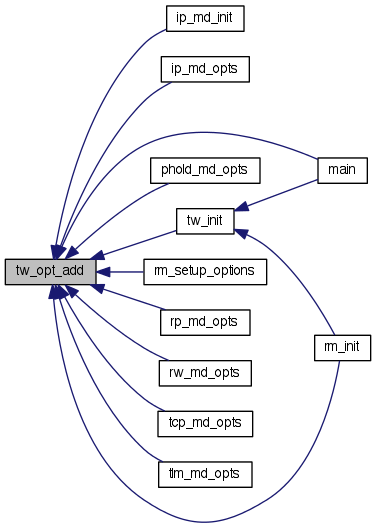 ip_md_init
ip_md_opts
main
phold_md_opts
tw_init
tw_opt_add
rm_setup_options
rp_md_opts
rm_init
rw_md_opts
tcp_md_opts
tlm_md_opts